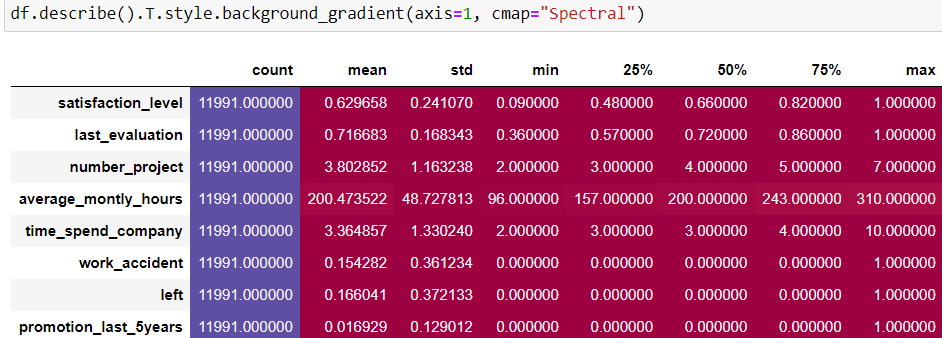 df.describe().T.style.background_gradient(axis=1, cmap="Spectral")
count mean std min 25% 50% 75% max
satisfaction_level 11991.000000 0.629658 0.241070 0.090000 0.480000 0.660000 0.820000 1.000000
last_evaluation 11991.000000 0.716683 0.168343 0.360000 0.570000 0.720000 0.860000 1.000000
number_project 11991.000000 3.802852 1.163238 2.000000 3.000000 4.000000 5.000000 7.000000
average_montly_hours 11991.000000 200.473522 48.727813 96.000000 157.000000 200.000000 243.000000 310.000000
time_spend_company 11991.000000 3.364857 1.330240 2.000000 3.000000 3.000000 4.000000 10.000000
work_accident 11991.000000 0.154282 0.361234 0.000000 0.000000 0.000000 0.000000 1.000000
left 11991.000000 0.166041 0.372133 0.000000 0.000000 0.000000 0.000000 1.000000
promotion_last_5years 11991.000000 0.016929 0.129012 0.000000 0.000000 0.000000 0.000000 1.000000